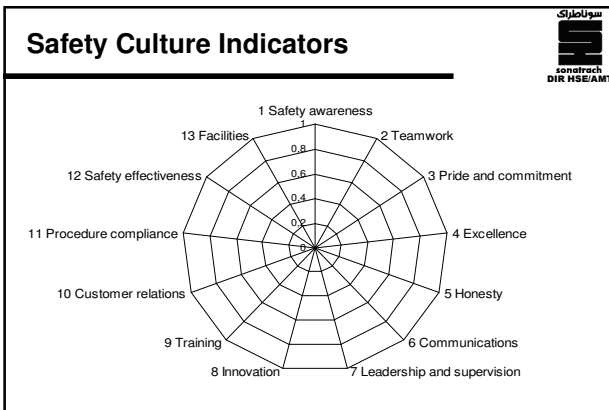 Safety Culture Indicators
سوناطراك
sonatrach
DIR HSE/AMT
1 Safety awareness
2 Teamwork
3 Pride and commitment
4 Excellence
5 Honesty
6 Communications
7 Leadership and supervision
8 Innovation
9 Training
10 Customer relations
11 Procedure compliance
12 Safety effectiveness
13 Facilities
1
0,8
0,6
0,4
0,2
0